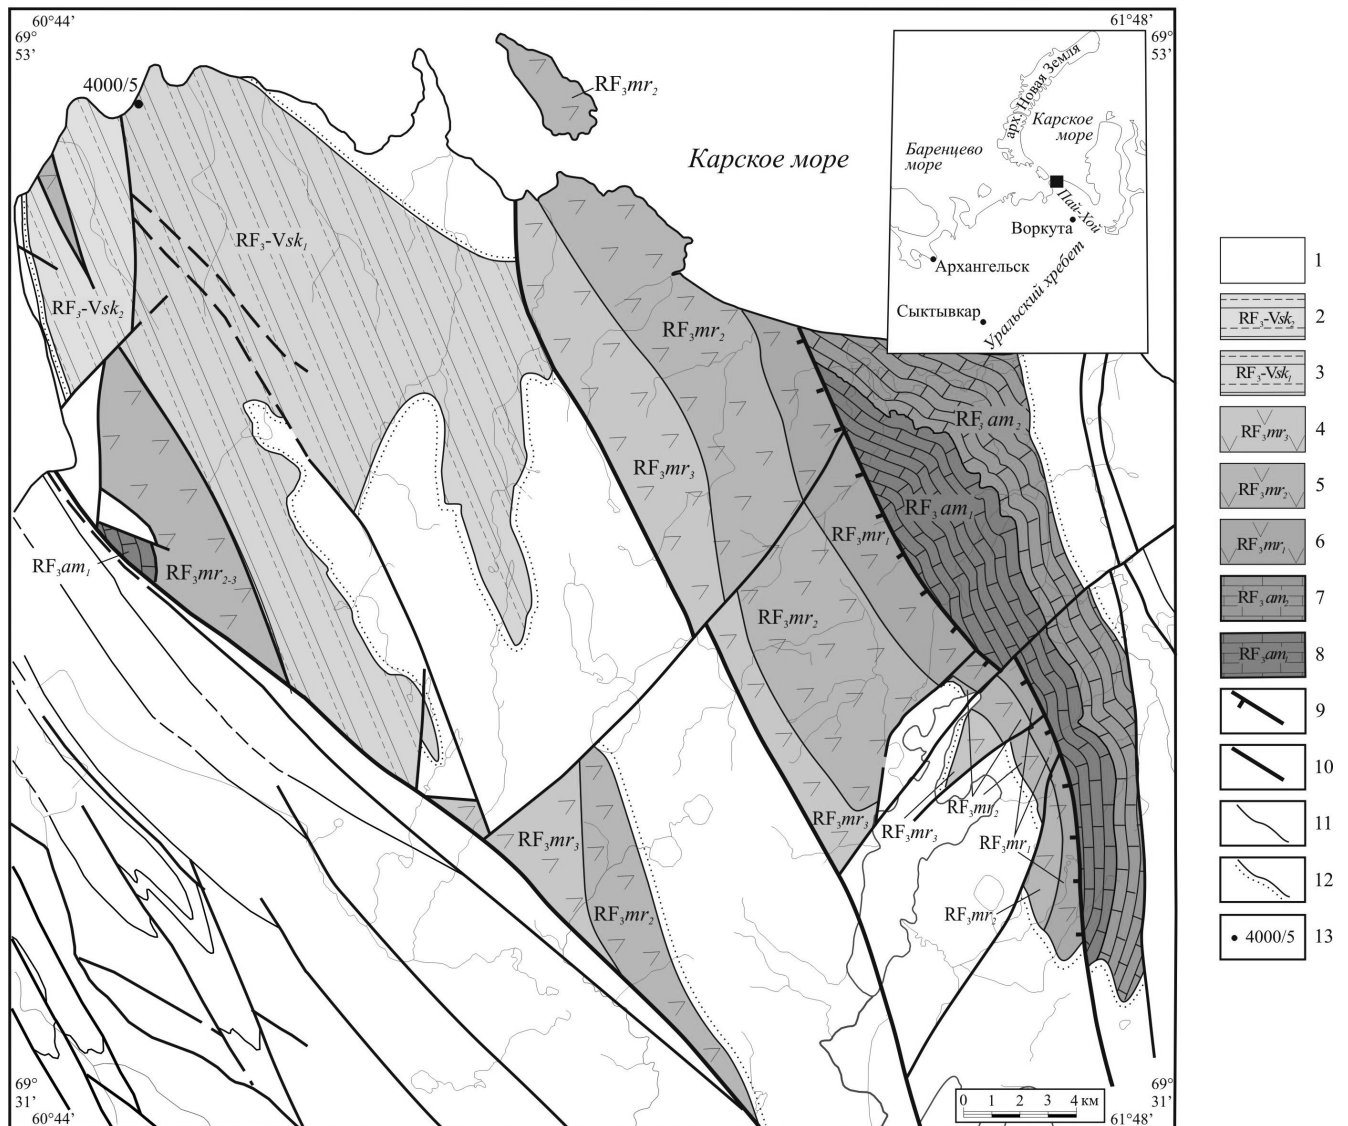 60°44’
61°48’
69°
53’
69°
53’
4000/5
RF₃mr₂
Карское море
RF₃-Vsk₁
RF₃-Vsk₂
RF₃mr₂
RF₃mr₃
RF₃am₂
RF₃am₁
RF₃mr₁
RF₃am₁
RF₃mr₂₋₃
RF₃mr₂
RF₃mr₃
RF₃mr₃
RF₃mr₂
RF₃mr₃
RF₃mr₂
RF₃mr₁
RF₃mr₂
69°
31’
60°44’
69°
31’
61°48’
0 1 2 3 4 км
арх. Новая Земля
Карское
море
Баренцево
море
Пай-Хой
Воркута
Архангельск
Уральский хребет
Сыктывкар
1
RF₃-Vsk₂ 2
RF₃-Vsk₁ 3
RF₃mr₃ 4
RF₃mr₂ 5
RF₃mr₁ 6
RF₃am₂ 7
RF₃am₁ 8
9
10
11
12
4000/5 13